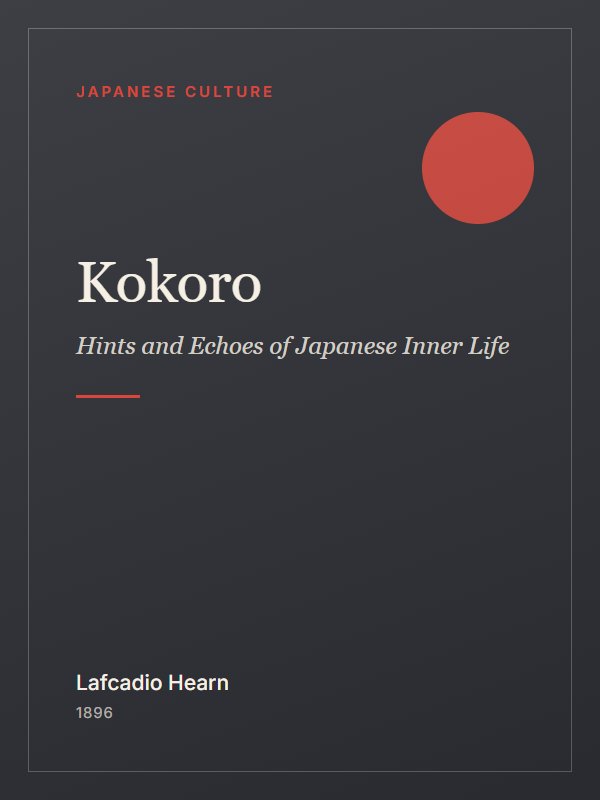 JAPANESE CULTURE
Kokoro
Hints and Echoes of Japanese Inner Life
Lafcadio Hearn
1896